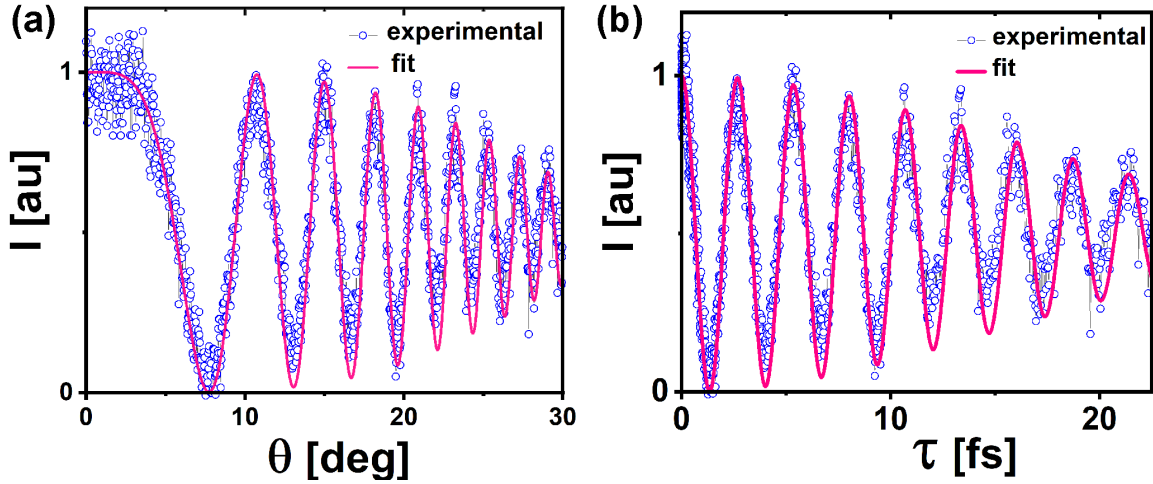 (a)
experimental
fit
1
0
I [au]
0
10
20
30
θ [deg]
(b)
experimental
fit
1
0
I [au]
0
10
20
τ [fs]